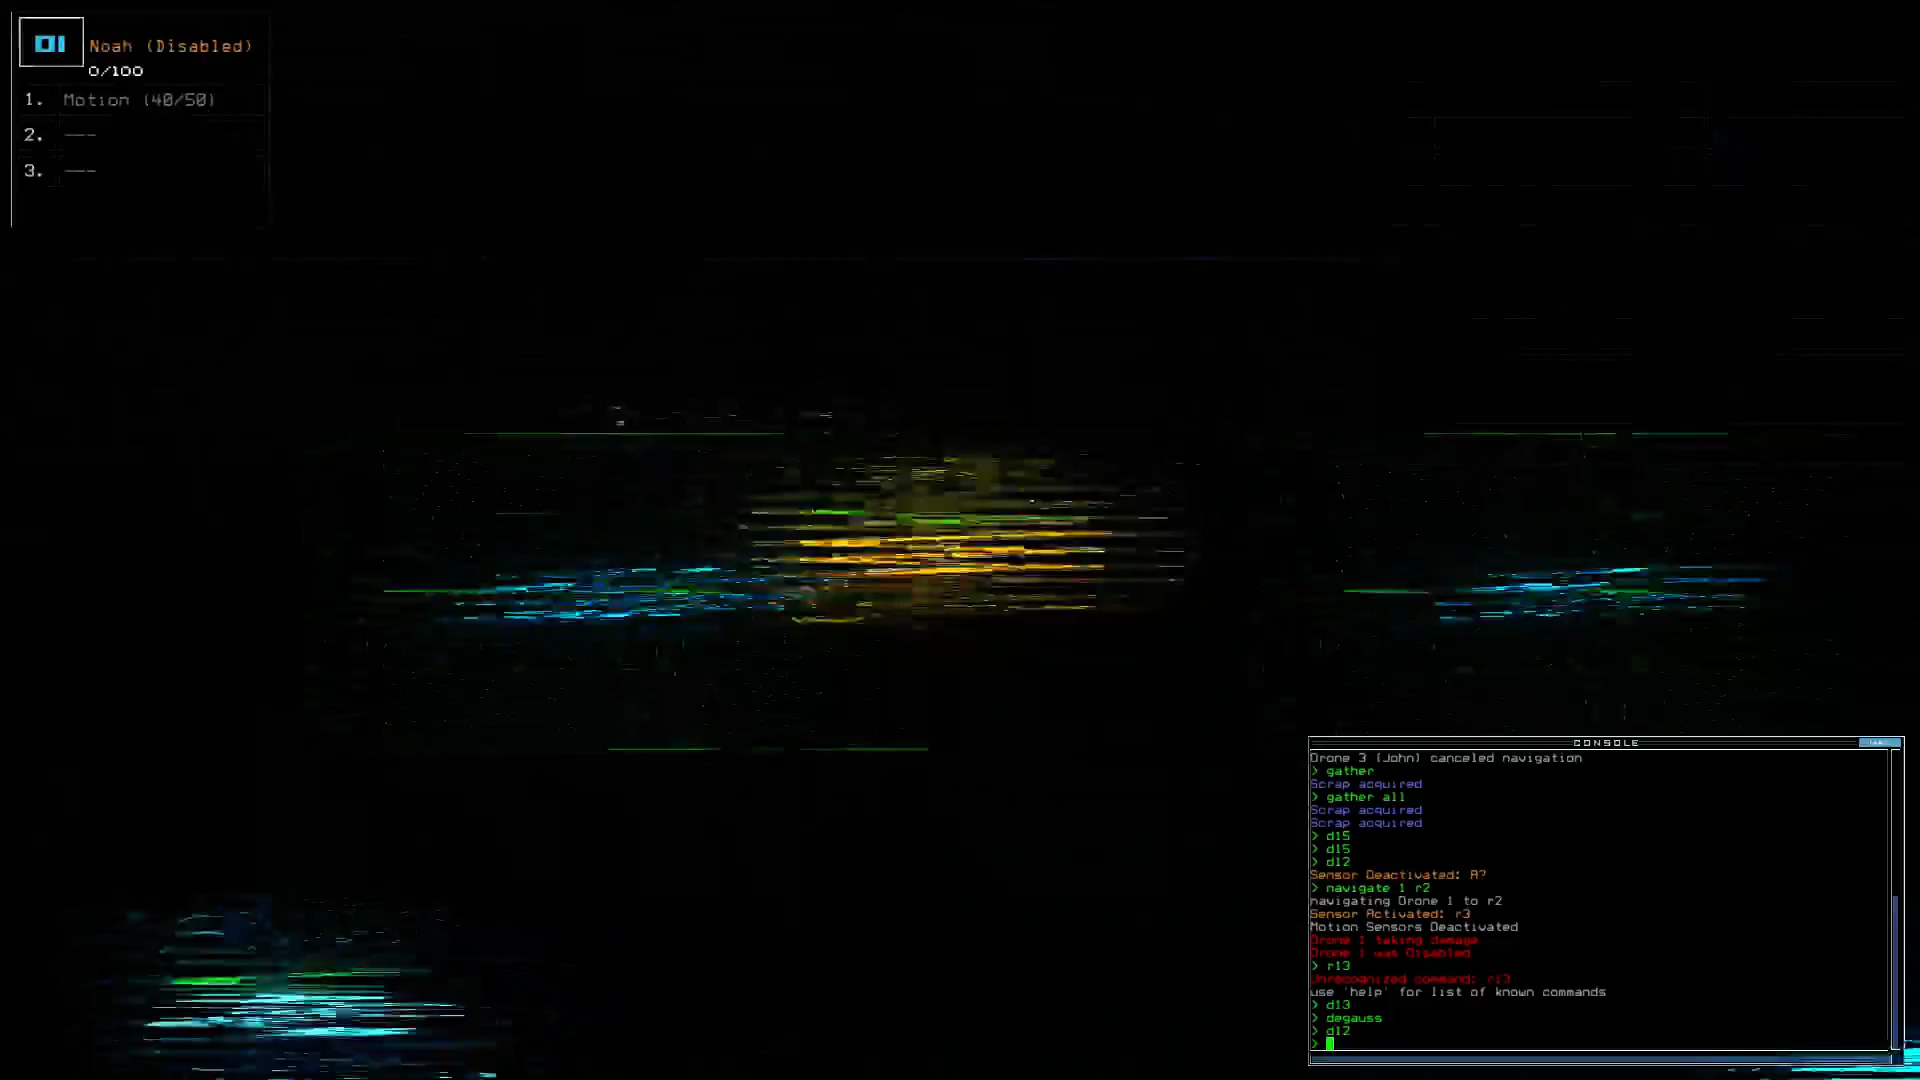 01 Noah (Disabled)
0/100
1. Motion (40/50)
2. ---
3. ---
CONSOLE
Drone 3 (John) canceled navigation
> gather
Scrap acquired
> gather all
Scrap acquired
Scrap acquired
> d15
> d15
> d12
Sensor Deactivated: A?
> navigate 1 r2
navigating Drone 1 to r2
Sensor Activated: r3
Motion Sensors Deactivated
Drone 1 taking damage
Drone 1 was Disabled
> r13
Unrecognized command: r13
use 'help' for list of known commands
> d13
> degauss
> d12
>